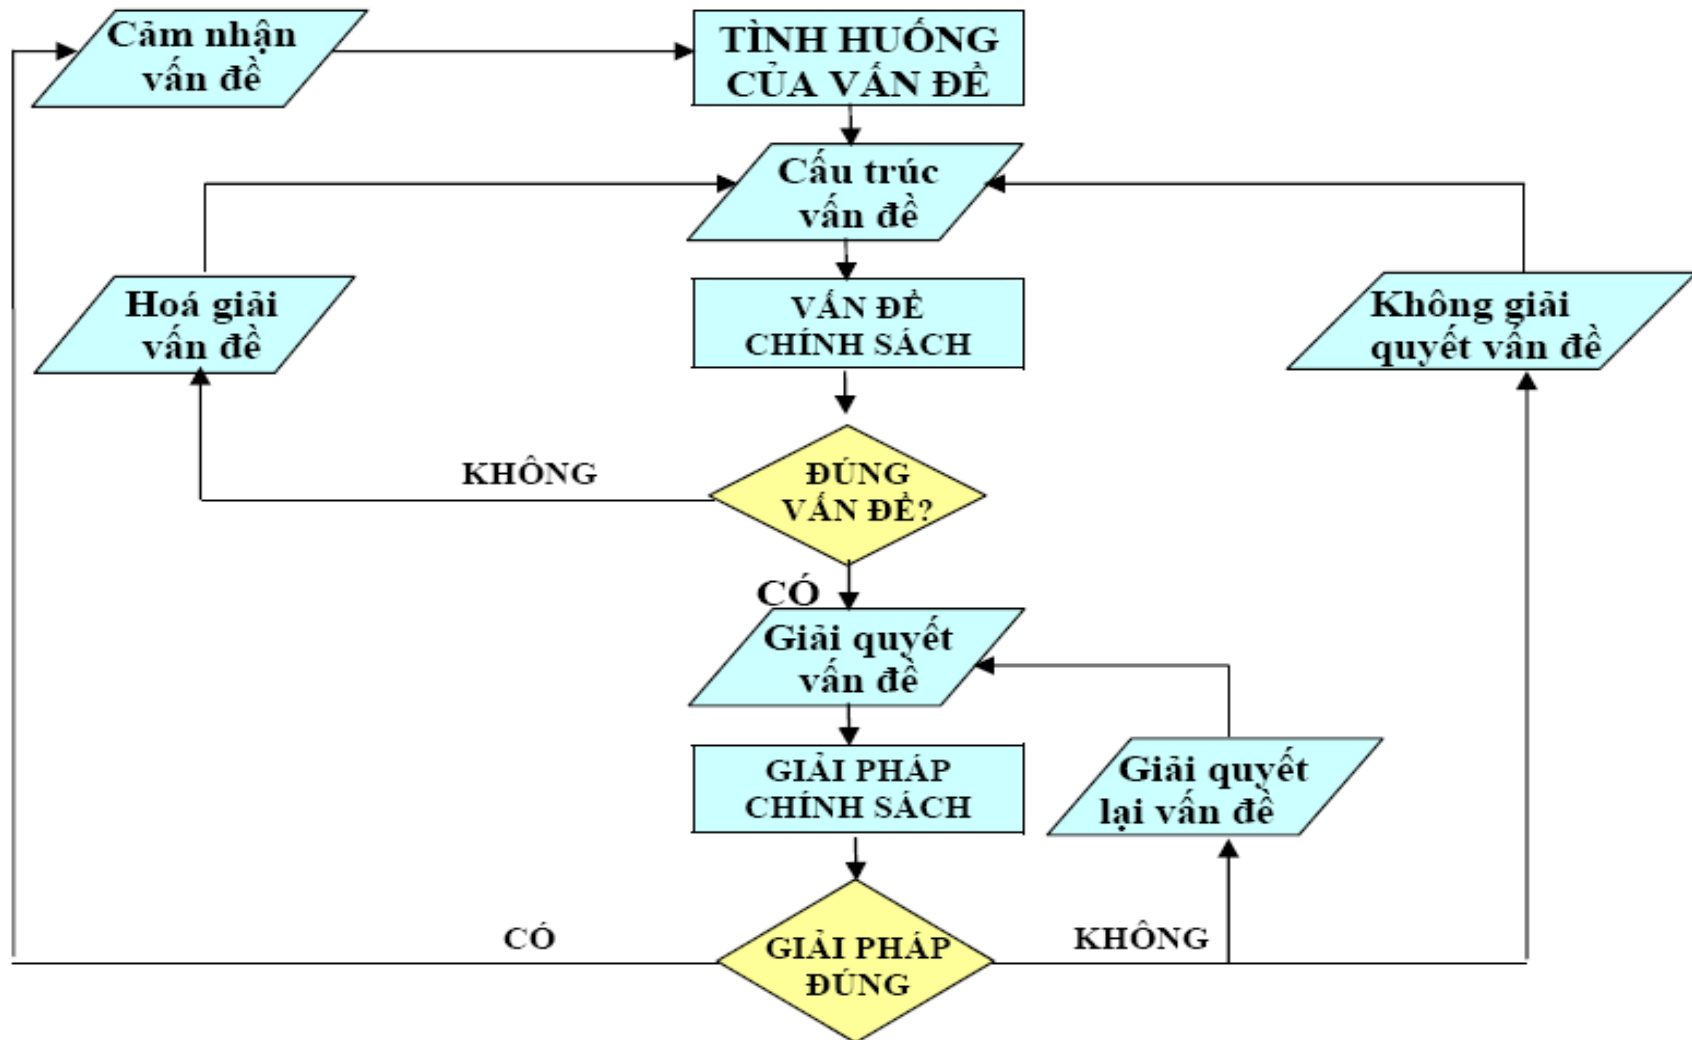 Cảm nhận
vấn đề
TÌNH HUỐNG
CỦA VẤN ĐỀ
Cấu trúc
vấn đề
Hoá giải
vấn đề
VẤN ĐỀ
CHÍNH SÁCH
Không giải
quyết vấn đề
KHÔNG
ĐÚNG
VẤN ĐỀ?
CÓ
Giải quyết
vấn đề
GIẢI PHÁP
CHÍNH SÁCH
Giải quyết
lại vấn đề
CÓ
GIẢI PHÁP
ĐÚNG
KHÔNG